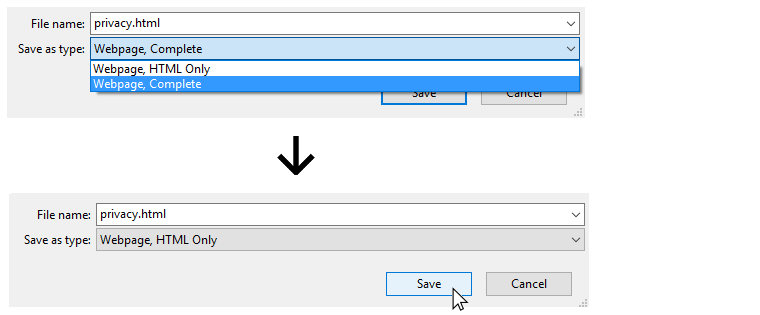 File name: privacy.html
Save as type: Webpage, Complete
Webpage, HTML Only
Webpage, Complete
Save Cancel
File name: privacy.html
Save as type: Webpage, HTML Only
Save Cancel